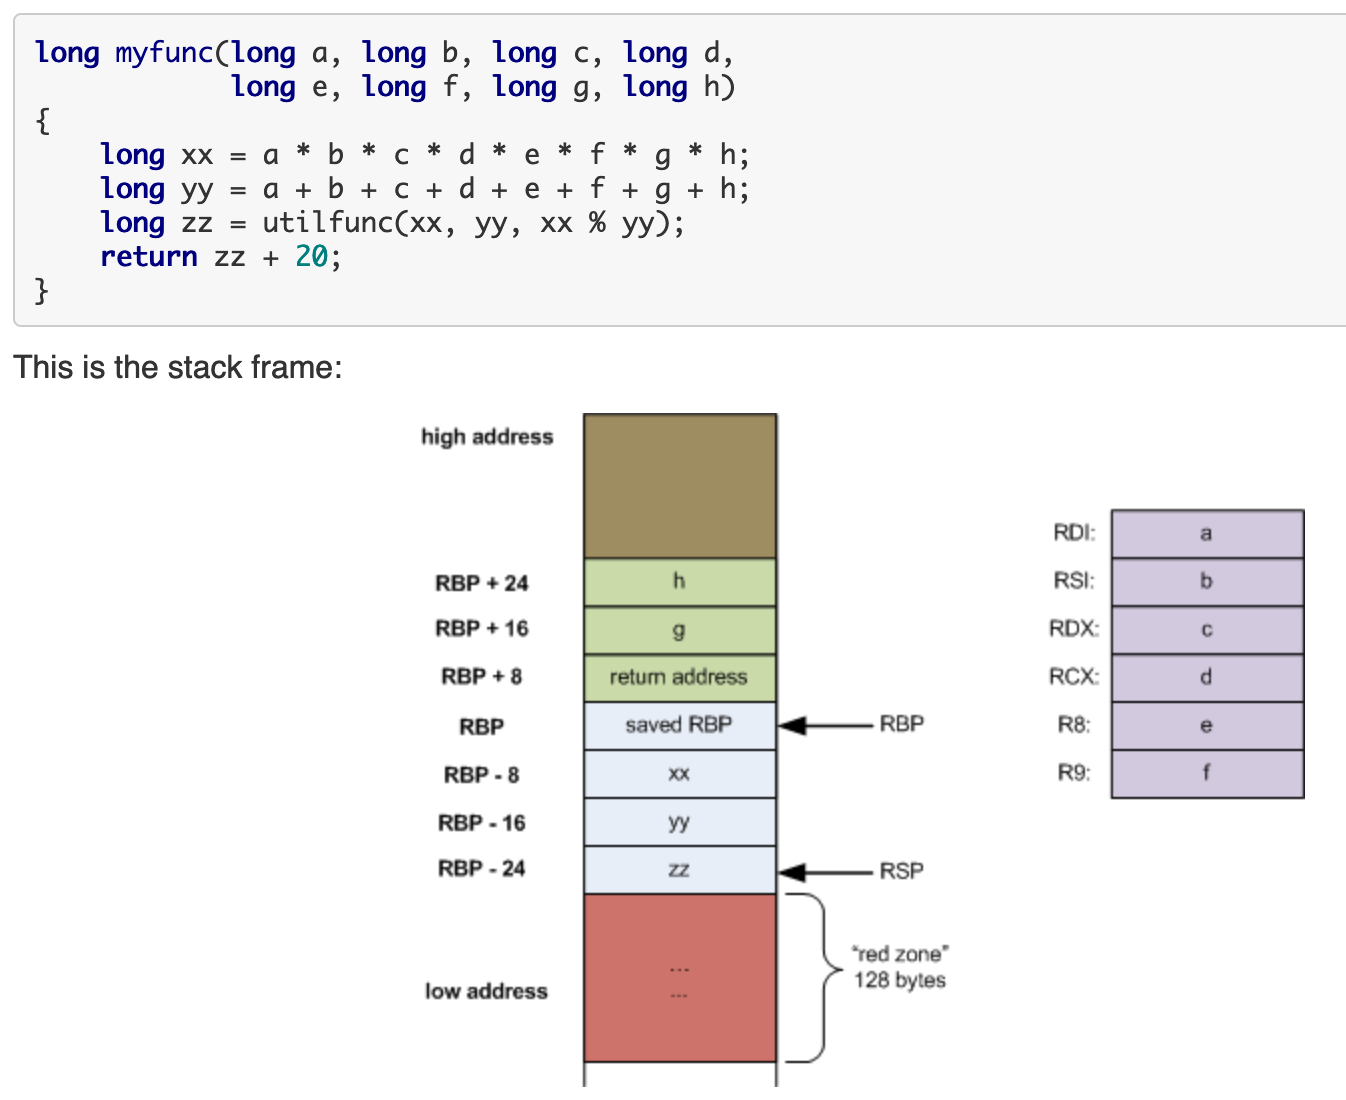 long myfunc(long a, long b, long c, long d,
            long e, long f, long g, long h)
{
    long xx = a * b * c * d * e * f * g * h;
    long yy = a + b + c + d + e + f + g + h;
    long zz = utilfunc(xx, yy, xx % yy);
    return zz + 20;
}
This is the stack frame:
high address
RBP + 24 h
RBP + 16 g
RBP + 8 return address
RBP saved RBP RBP
RBP - 8 xx
RBP - 16 yy
RBP - 24 zz RSP
...
...
low address
"red zone"
128 bytes
RDI: a
RSI: b
RDX: c
RCX: d
R8: e
R9: f